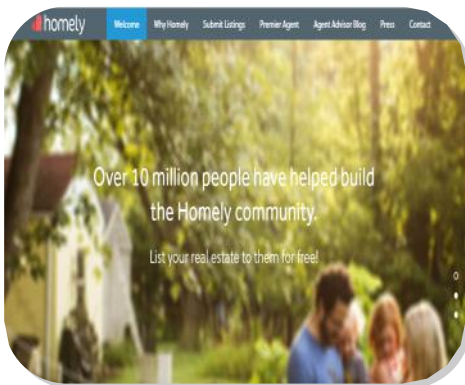 homely
Welcome Why Homely Submit Listings Premier Agent Agent Advisor Blog Press Contact
Over 10 million people have helped build
the Homely community.
List your real estate to them for free!